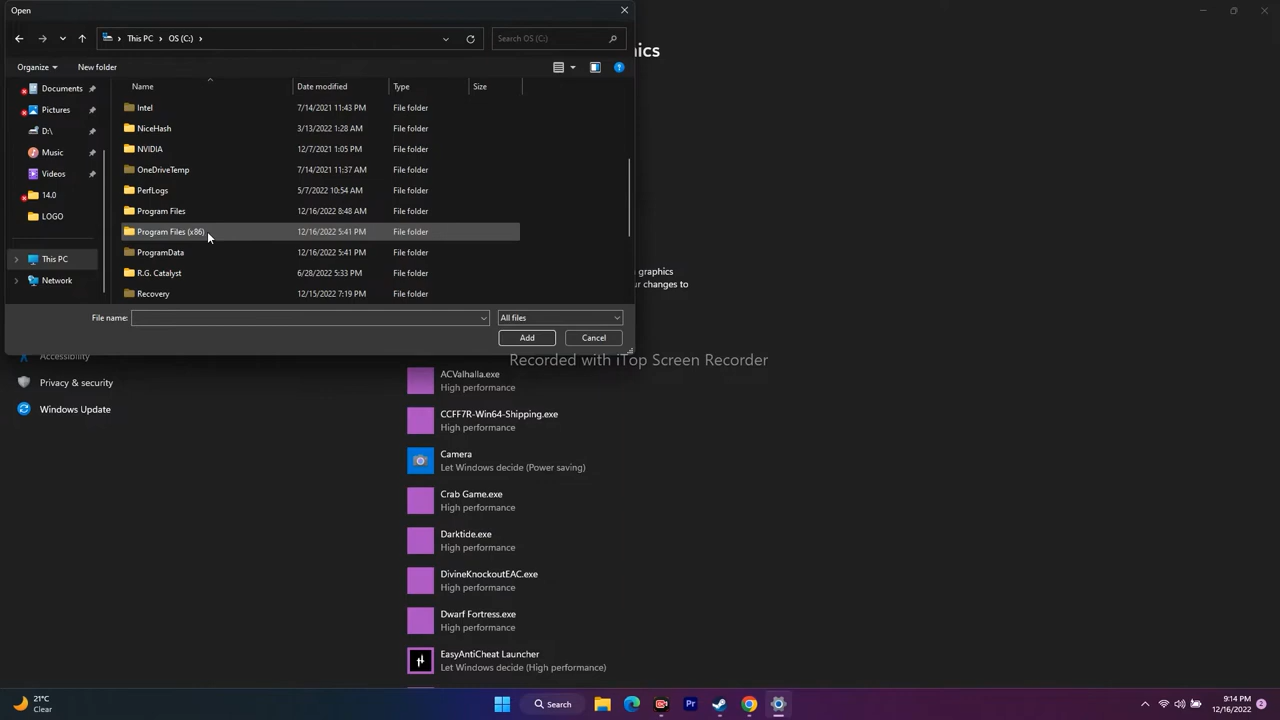 Open
This PC
OS (C:)
Search OS (C:)
Organize
New folder
Name
Date modified
Type
Size
Documents
Pictures
D:\
Music
Videos
14.0
LOGO
This PC
Network
Intel 7/14/2021 11:43 PM File folder
NiceHash 3/13/2022 1:28 AM File folder
NVIDIA 12/7/2021 1:05 PM File folder
OneDriveTemp 7/14/2021 11:37 AM File folder
PerfLogs 5/7/2022 10:54 AM File folder
Program Files 12/16/2022 8:48 AM File folder
Program Files (x86) 12/16/2022 5:41 PM File folder
ProgramData 12/16/2022 5:41 PM File folder
R.G. Catalyst 6/28/2022 5:33 PM File folder
Recovery 12/15/2022 7:19 PM File folder
File name:
All files
Add
Cancel
nics
graphics
ur changes to
Accessibility
Privacy & security
Windows Update
Recorded with iTop Screen Recorder
ACValhalla.exe
High performance
CCFF7R-Win64-Shipping.exe
High performance
Camera
Let Windows decide (Power saving)
Crab Game.exe
High performance
Darktide.exe
High performance
DivineKnockoutEAC.exe
High performance
Dwarf Fortress.exe
High performance
EasyAntiCheat Launcher
Let Windows decide (High performance)
21°C
Clear
Search
Pr
9:14 PM
12/16/2022